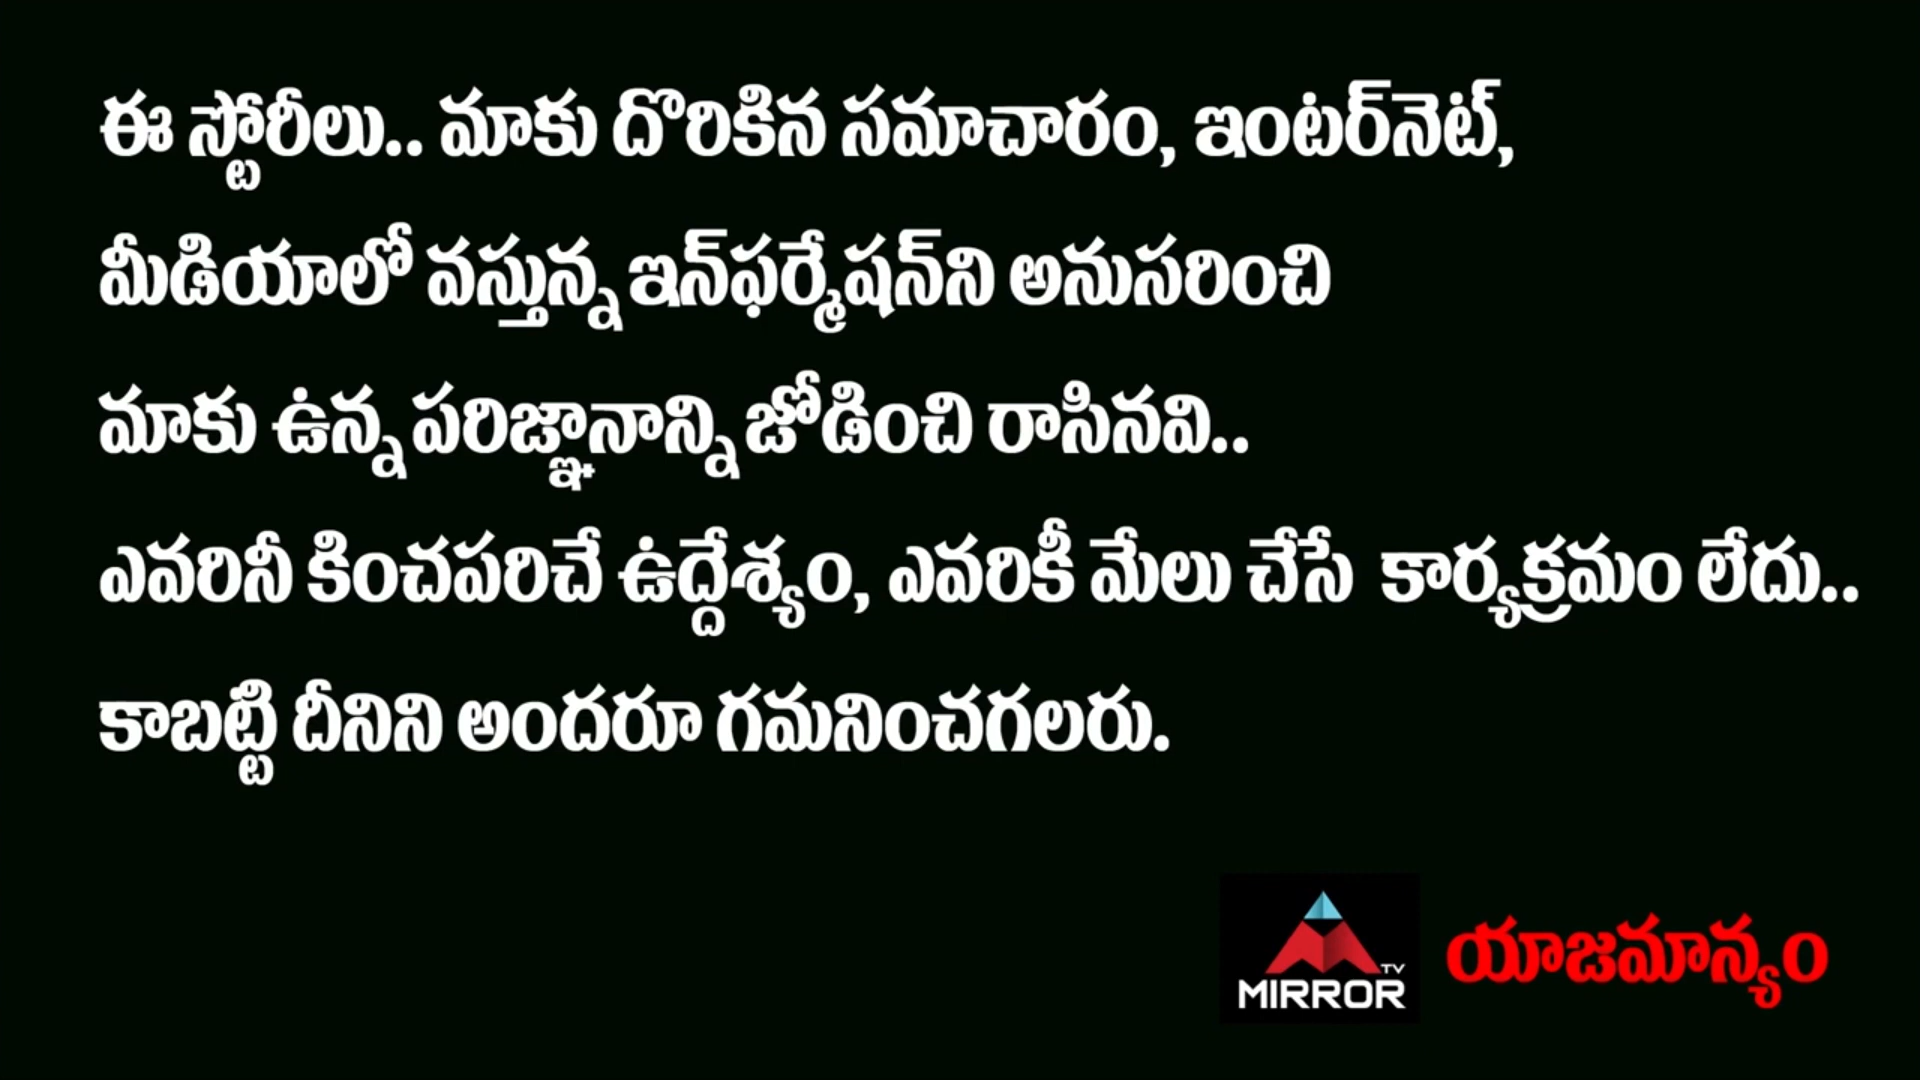 ఈ స్టోరీలు.. మాకు దొరికిన సమాచారం, ఇంటర్‌నెట్,
మీడియాలో వస్తున్న ఇన్‌ఫర్మేషన్‌ని అనుసరించి
మాకు ఉన్న పరిజ్ఞానాన్ని జోడించి రాసినవి..
ఎవరినీ కించపరిచే ఉద్దేశ్యం, ఎవరికీ మేలు చేసే కార్యక్రమం లేదు..
కాబట్టి దీనిని అందరూ గమనించగలరు.
TV
MIRROR
యాజమాన్యం